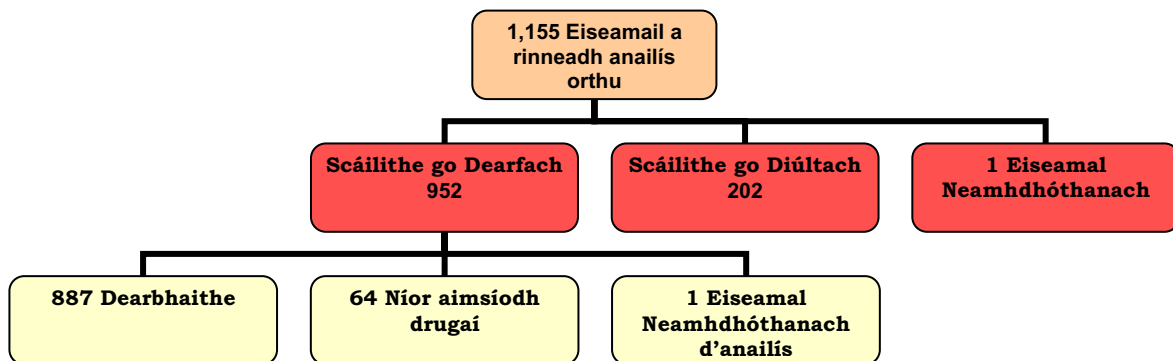 1,155 Eiseamail a
rinneadh anailís
orthu
Scáilithe go Dearfach
952
Scáilithe go Diúltach
202
1 Eiseamal
Neamhdhóthanach
887 Dearbhaithe
64 Níor aimsíodh
drugaí
1 Eiseamal
Neamhdhóthanach
d’anailís